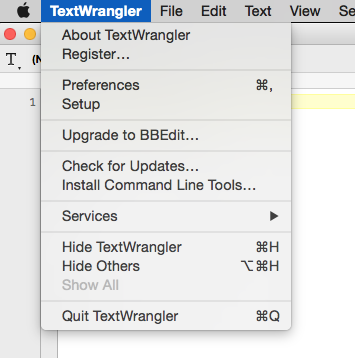 TextWrangler File Edit Text View Se
T (N
1
About TextWrangler
Register…
Preferences ⌘,
Setup
Upgrade to BBEdit…
Check for Updates…
Install Command Line Tools…
Services ▶
Hide TextWrangler ⌘H
Hide Others ⌥⌘H
Show All
Quit TextWrangler ⌘Q